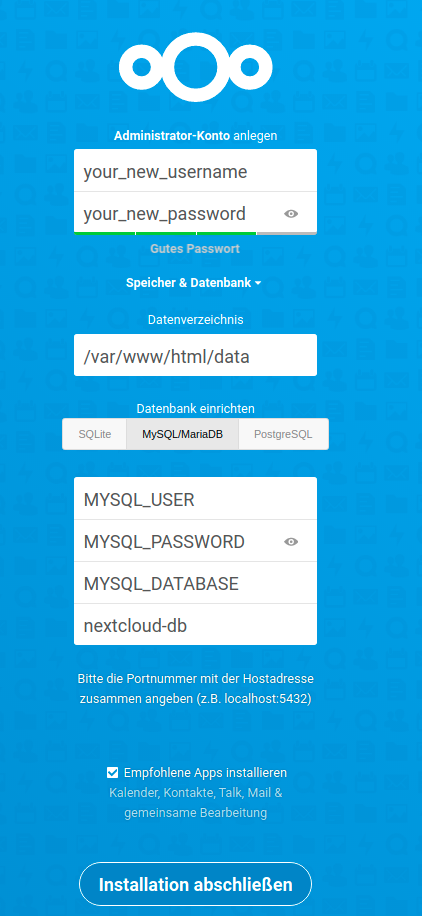 Administrator-Konto anlegen
your_new_username
your_new_password
Gutes Passwort
Speicher & Datenbank
Datenverzeichnis
/var/www/html/data
Datenbank einrichten
SQLite MySQL/MariaDB PostgreSQL
MYSQL_USER
MYSQL_PASSWORD
MYSQL_DATABASE
nextcloud-db
Bitte die Portnummer mit der Hostadresse
zusammen angeben (z.B. localhost:5432)
Empfohlene Apps installieren
Kalender, Kontakte, Talk, Mail &
gemeinsame Bearbeitung
Installation abschließen